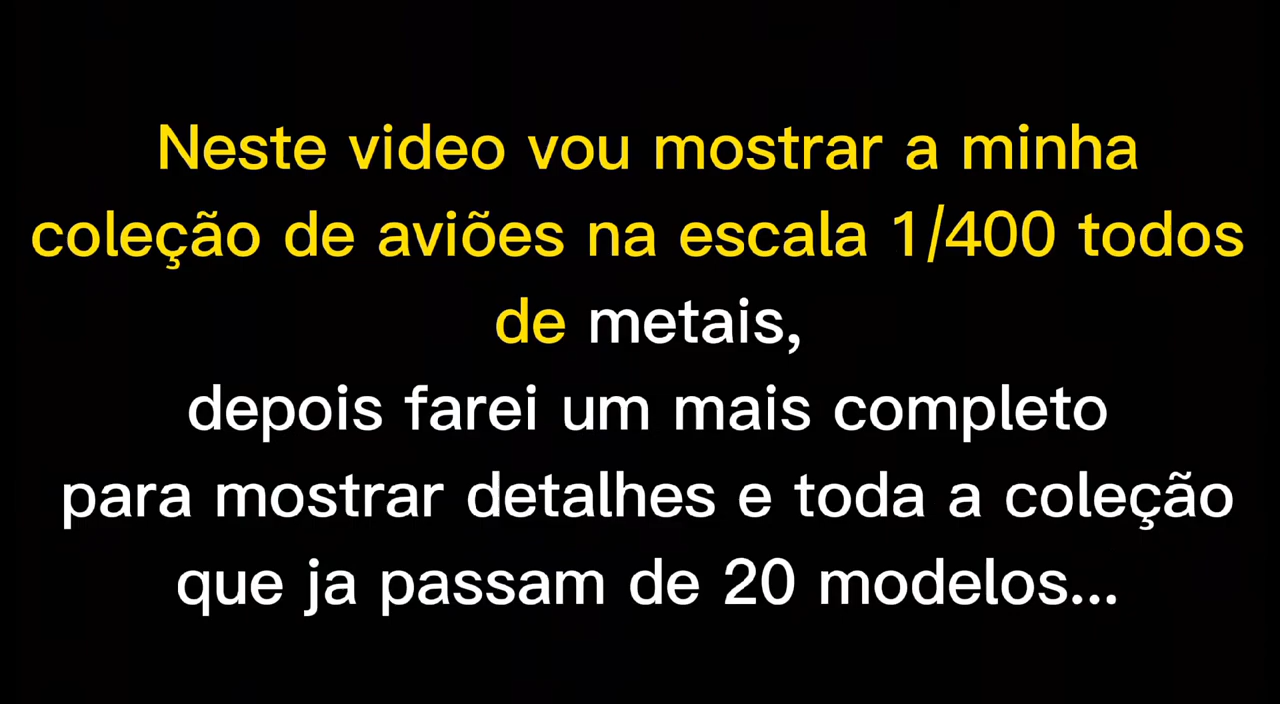 Neste video vou mostrar a minha
coleção de aviões na escala 1/400 todos
de metais,
depois farei um mais completo
para mostrar detalhes e toda a coleção
que ja passam de 20 modelos...